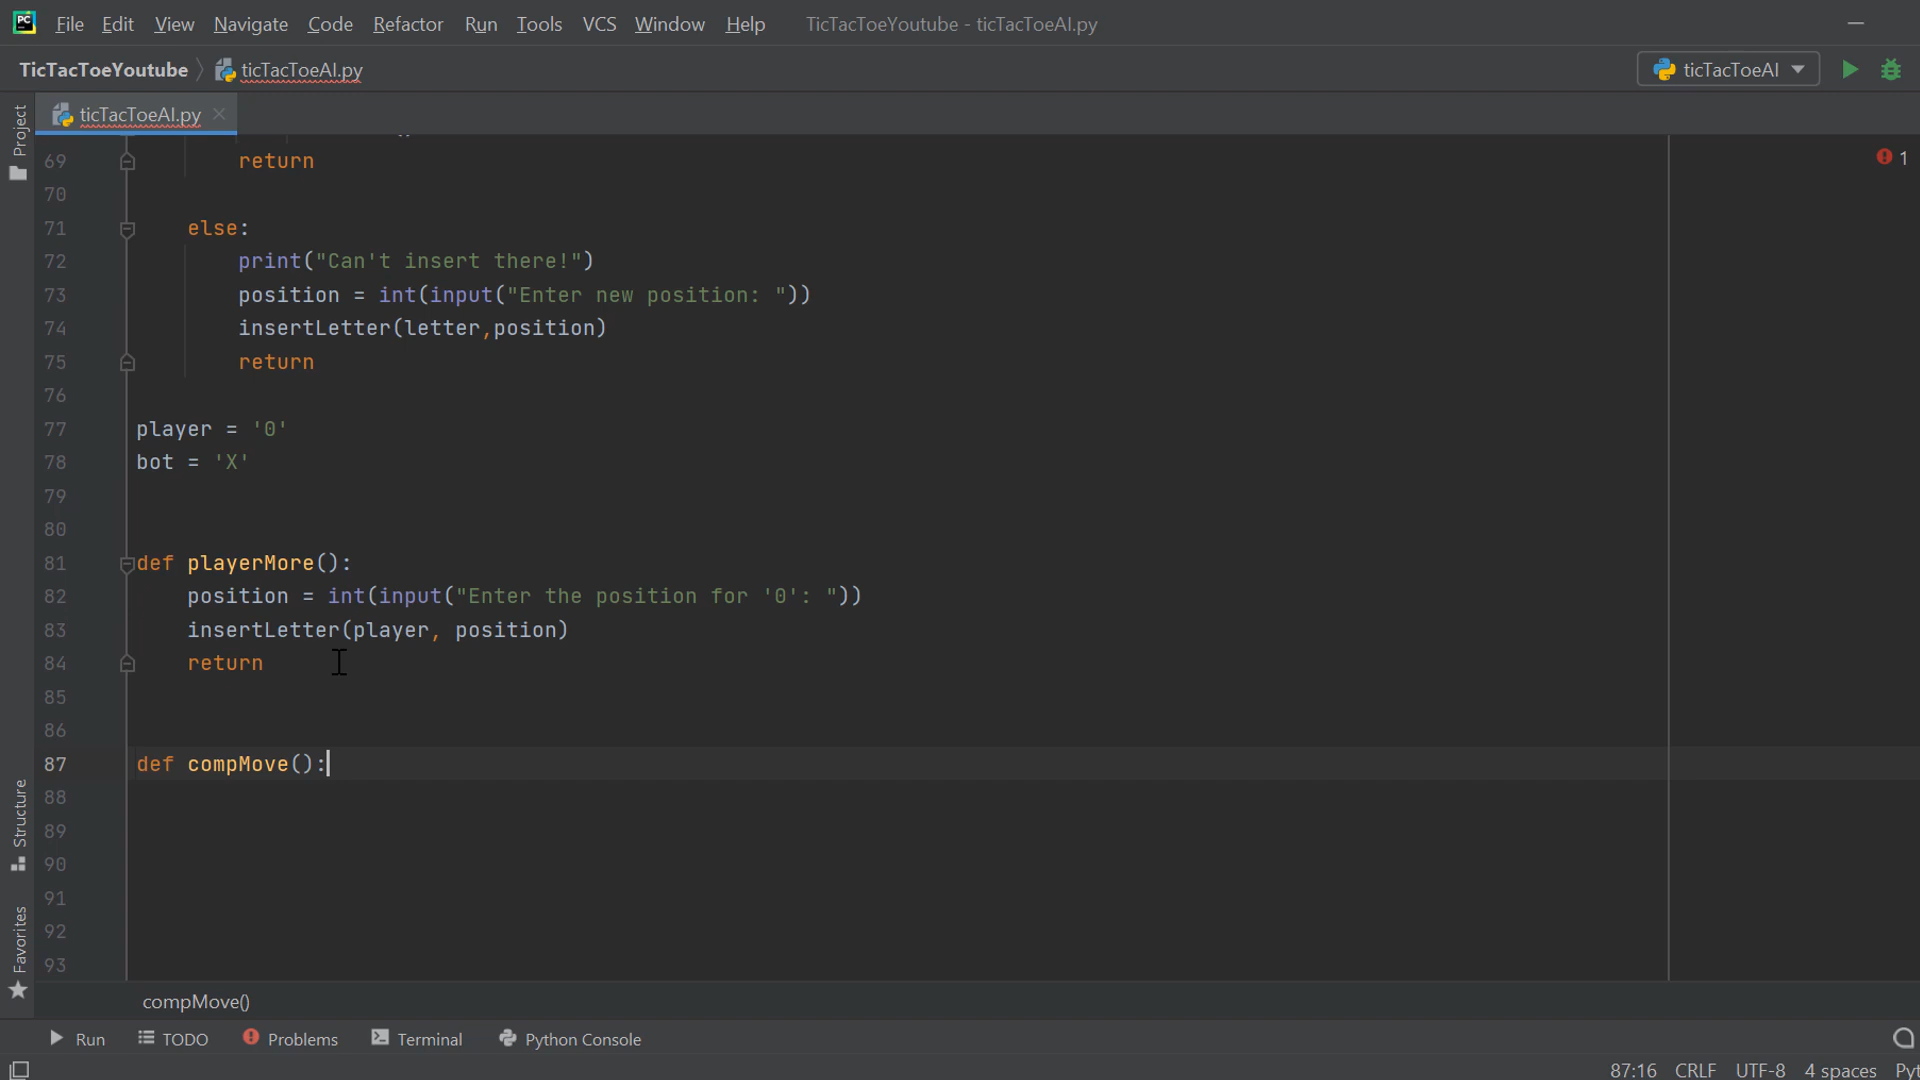 PC File Edit View Navigate Code Refactor Run Tools VCS Window Help TicTacToeYoutube - ticTacToeAI.py
TicTacToeYoutube ticTacToeAI.py ticTacToeAI
Project
ticTacToeAI.py
69 return
1
70
71 else:
72 print("Can't insert there!")
73 position = int(input("Enter new position: "))
74 insertLetter(letter,position)
75 return
76
77 player = '0'
78 bot = 'X'
79
80
81 def playerMore():
82 position = int(input("Enter the position for '0': "))
83 insertLetter(player, position)
84 return
85
86
87 def compMove():
88
89
90
91
92
93
Structure
Favorites
compMove()
Run TODO Problems Terminal Python Console
87:16 CRLF UTF-8 4 spaces Pyt